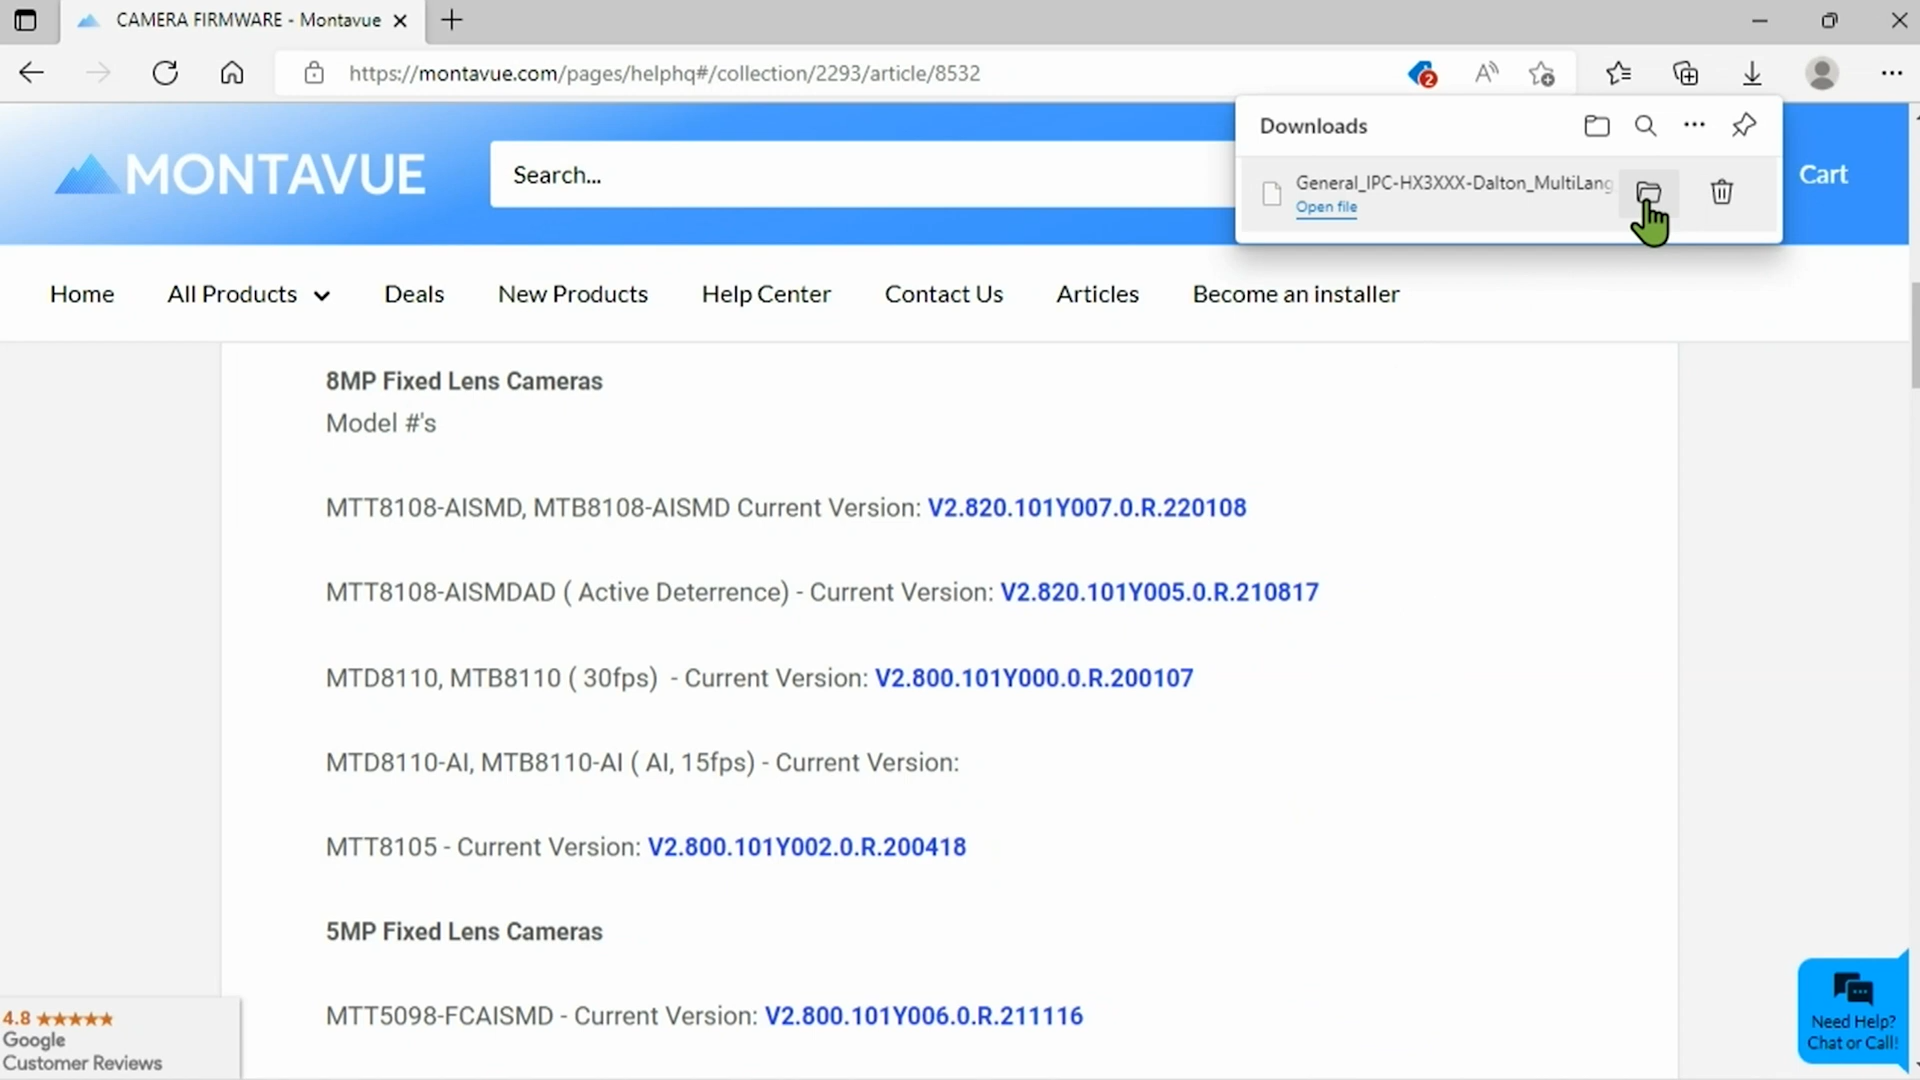 CAMERA FIRMWARE - Montavue
https://montavue.com/pages/helphq#/collection/2293/article/8532
2
Downloads
General_IPC-HX3XXX-Dalton_MultiLang
Open file
MONTAVUE
Search...
Cart
Home
All Products
Deals
New Products
Help Center
Contact Us
Articles
Become an installer
8MP Fixed Lens Cameras
Model #'s
MTT8108-AISMD, MTB8108-AISMD Current Version: V2.820.101Y007.0.R.220108
MTT8108-AISMDAD ( Active Deterrence) - Current Version: V2.820.101Y005.0.R.210817
MTD8110, MTB8110 ( 30fps)  - Current Version: V2.800.101Y000.0.R.200107
MTD8110-AI, MTB8110-AI ( AI, 15fps) - Current Version:
MTT8105 - Current Version: V2.800.101Y002.0.R.200418
5MP Fixed Lens Cameras
MTT5098-FCAISMD - Current Version: V2.800.101Y006.0.R.211116
4.8 ★★★★★
Google
Customer Reviews
Need Help?
Chat or Call!